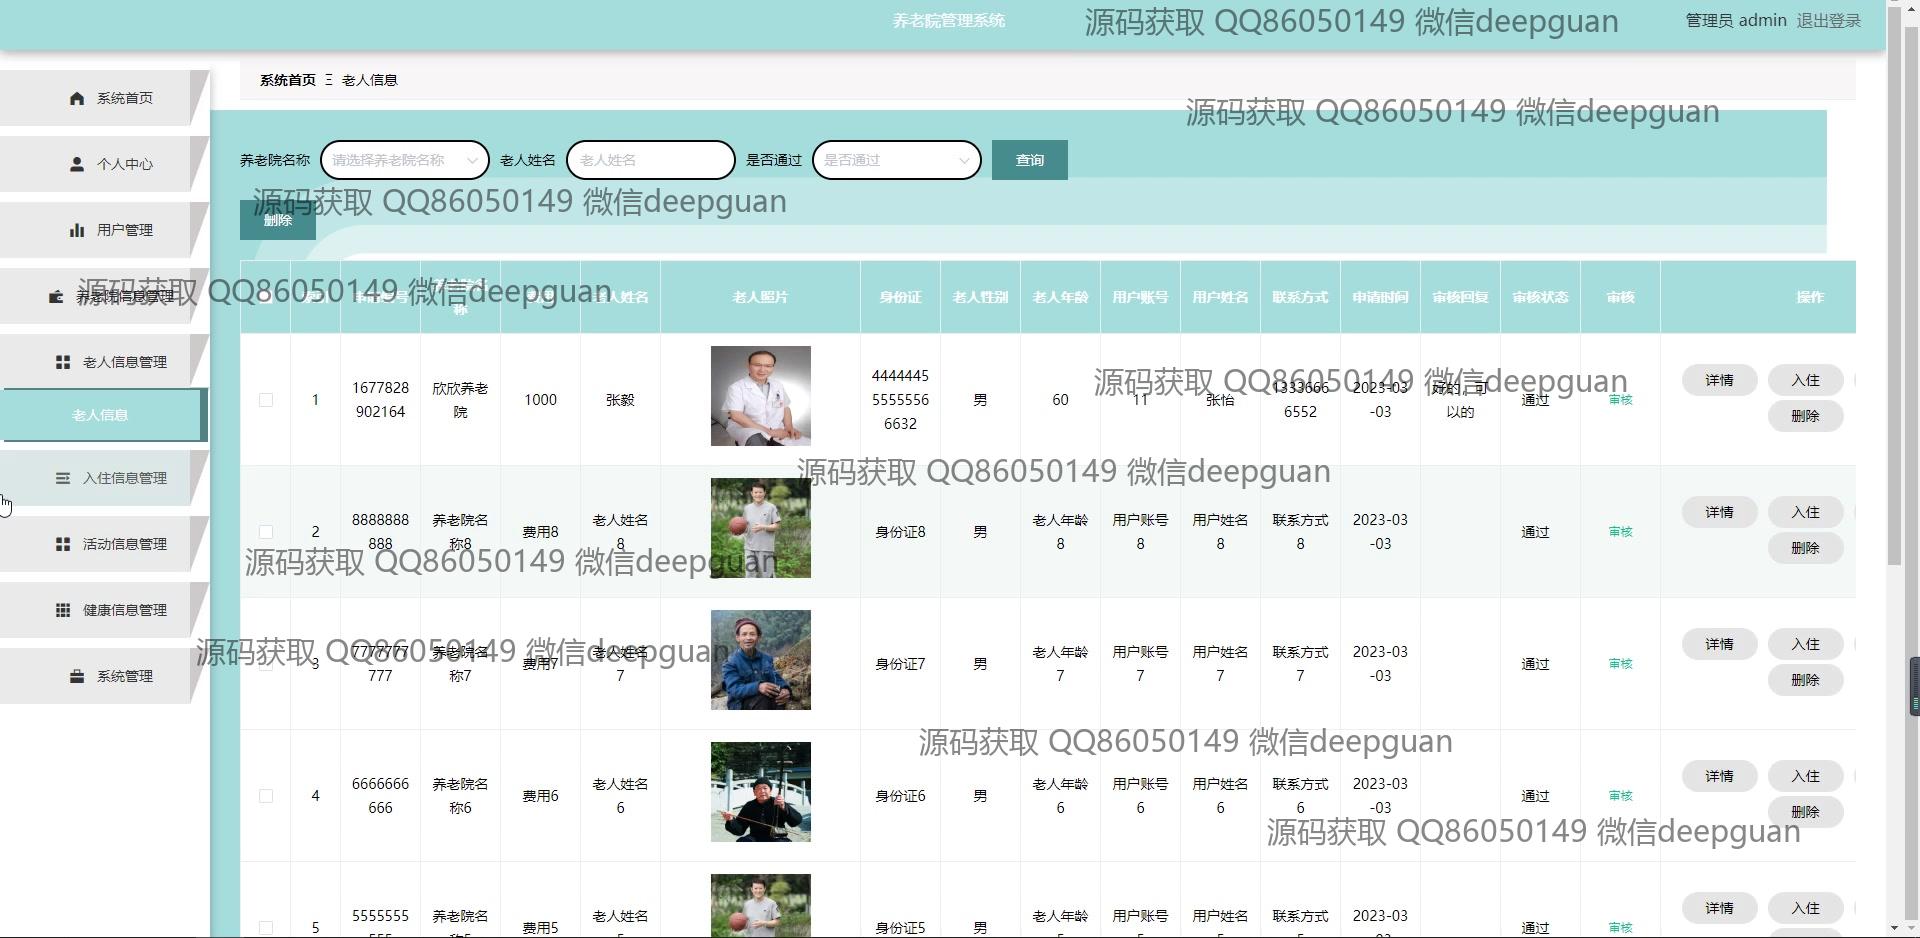 养老院管理系统
源码获取 QQ86050149 微信deepguan
管理员 admin 退出登录
系统首页 Ξ 老人信息
源码获取 QQ86050149 微信deepguan
系统首页
个人中心
用户管理
养老院信息管理
老人信息管理
老人信息
入住信息管理
活动信息管理
健康信息管理
系统管理
养老院名称 请选择养老院名称 老人姓名 老人姓名 是否通过 是否通过 查询
源码获取 QQ86050149 微信deepguan
删除
源码获取 QQ86050149 微信deepguan
老人姓名 老人照片 身份证 老人性别 老人年龄 用户账号 用户姓名 联系方式 申请时间 审核回复 审核状态 审核 操作
1 1677828902164 欣欣养老院 1000 张毅 444444555555566632 男 60 11 张怡 13336666552 2023-03-03 好的，可以的 通过 审核 详情 入住 删除
源码获取 QQ86050149 微信deepguan
源码获取 QQ86050149 微信deepguan
2 8888888888 养老院名称8 费用8 老人姓名8 身份证8 男 老人年龄8 用户账号8 用户姓名8 联系方式8 2023-03-03 通过 审核 详情 入住 删除
源码获取 QQ86050149 微信deepguan
3 7777777777 养老院名称7 费用7 老人姓名7 身份证7 男 老人年龄7 用户账号7 用户姓名7 联系方式7 2023-03-03 通过 审核 详情 入住 删除
源码获取 QQ86050149 微信deepguan
源码获取 QQ86050149 微信deepguan
4 6666666666 养老院名称6 费用6 老人姓名6 身份证6 男 老人年龄6 用户账号6 用户姓名6 联系方式6 2023-03-03 通过 审核 详情 入住 删除
源码获取 QQ86050149 微信deepguan
5 5555555 养老院名 费用5 老人姓名 身份证5 男 老人年龄 用户账号 用户姓名 联系方式 2023-03 通过 审核 详情 入住